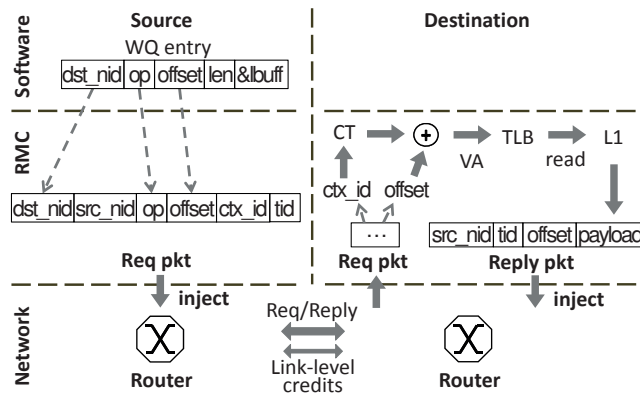 Source
Destination
Software
WQ entry
dst_nid op offset len &lbuff
RMC
dst_nid src_nid op offset ctx_id tid
Req pkt
inject
CT
+
VA
TLB
read
L1
ctx_id
offset
...
Req pkt
src_nid tid offset payload
Reply pkt
inject
Network
Router
Req/Reply
Link-level
credits
Router